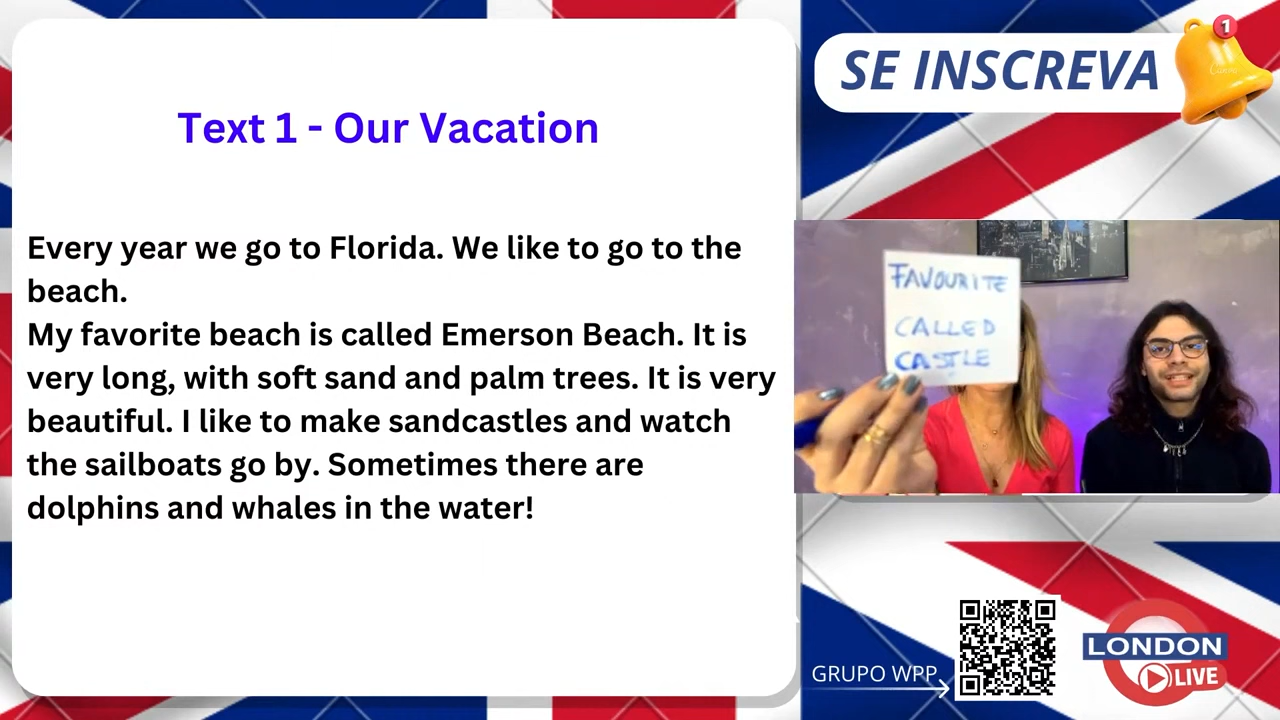 Text 1 - Our Vacation
Every year we go to Florida. We like to go to the
beach.
My favorite beach is called Emerson Beach. It is
very long, with soft sand and palm trees. It is very
beautiful. I like to make sandcastles and watch
the sailboats go by. Sometimes there are
dolphins and whales in the water!
SE INSCREVA
1
FAVOURITE
CALLED
CASTLE
GRUPO WPP
LONDON
LIVE